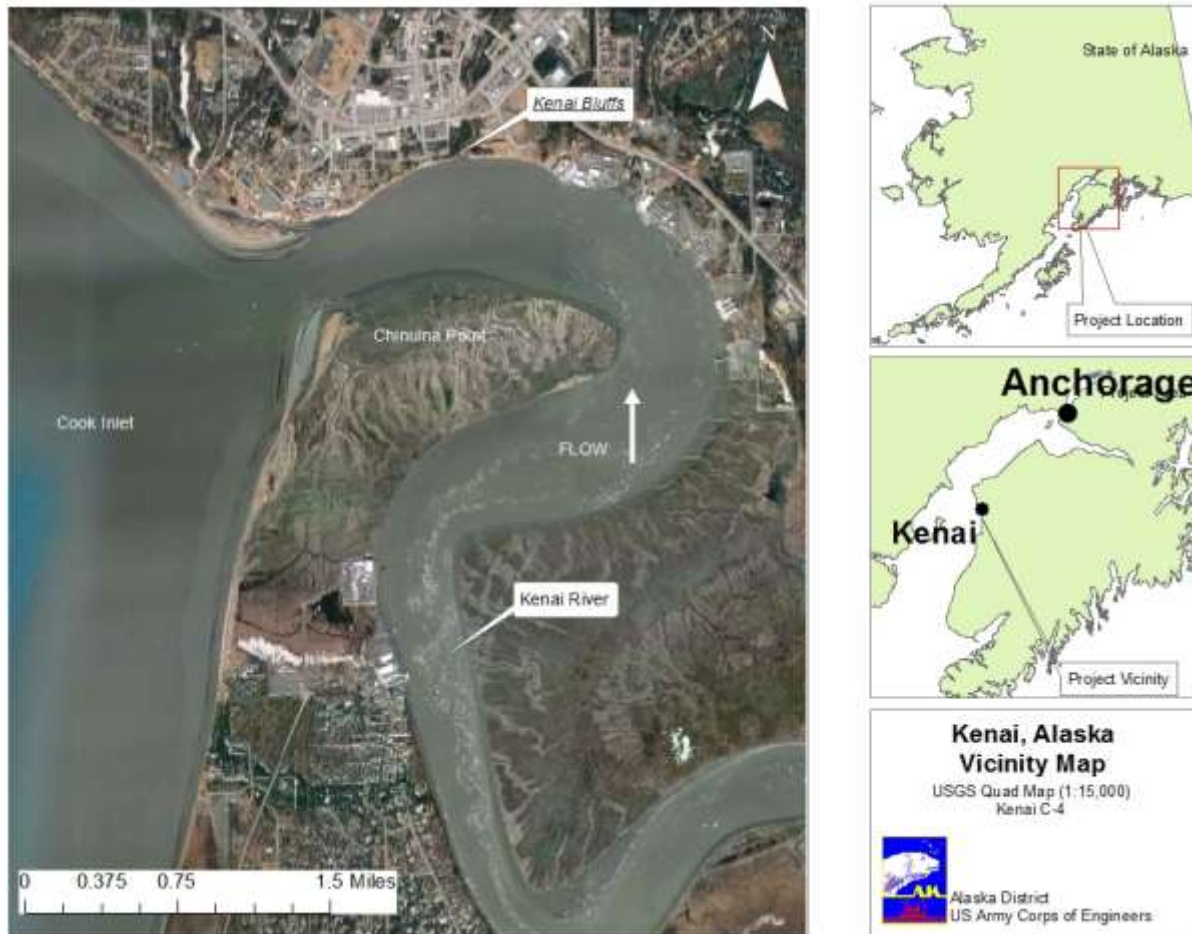 N
Kenai Bluffs
Chinulna Point
Cook Inlet
FLOW
Kenai River
0 0.375 0.75 1.5 Miles
State of Alaska
Project Location
Anchorage
Kenai
Project Vicinity
Kenai, Alaska
Vicinity Map
USGS Quad Map (1:15,000)
Kenai C-4
Alaska District
US Army Corps of Engineers